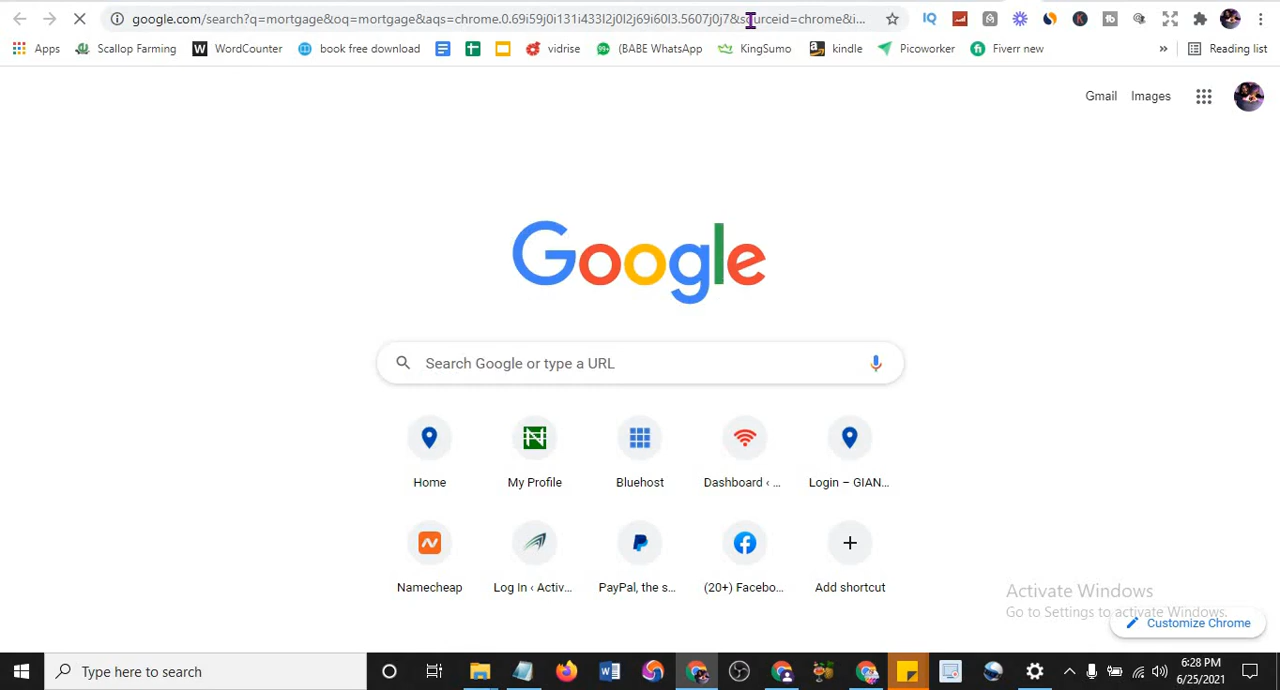 google.com/search?q=mortgage&oq=mortgage&aqs=chrome.0.69i59j0i131i433l2j0l2j69i60l3.5607j0j7&sourceid=chrome&i...
Apps Scallop Farming W WordCounter book free download vidrise 99+ (BABE WhatsApp KingSumo kindle Picoworker Fiverr new » Reading list
Gmail Images
Google
Search Google or type a URL
Home My Profile Bluehost Dashboard ‹ ... Login – GIAN...
Namecheap Log In ‹ Activ... PayPal, the s... (20+) Facebo... Add shortcut
Activate Windows
Go to Settings to activate Windows.
Customize Chrome
Type here to search
6:28 PM
6/25/2021